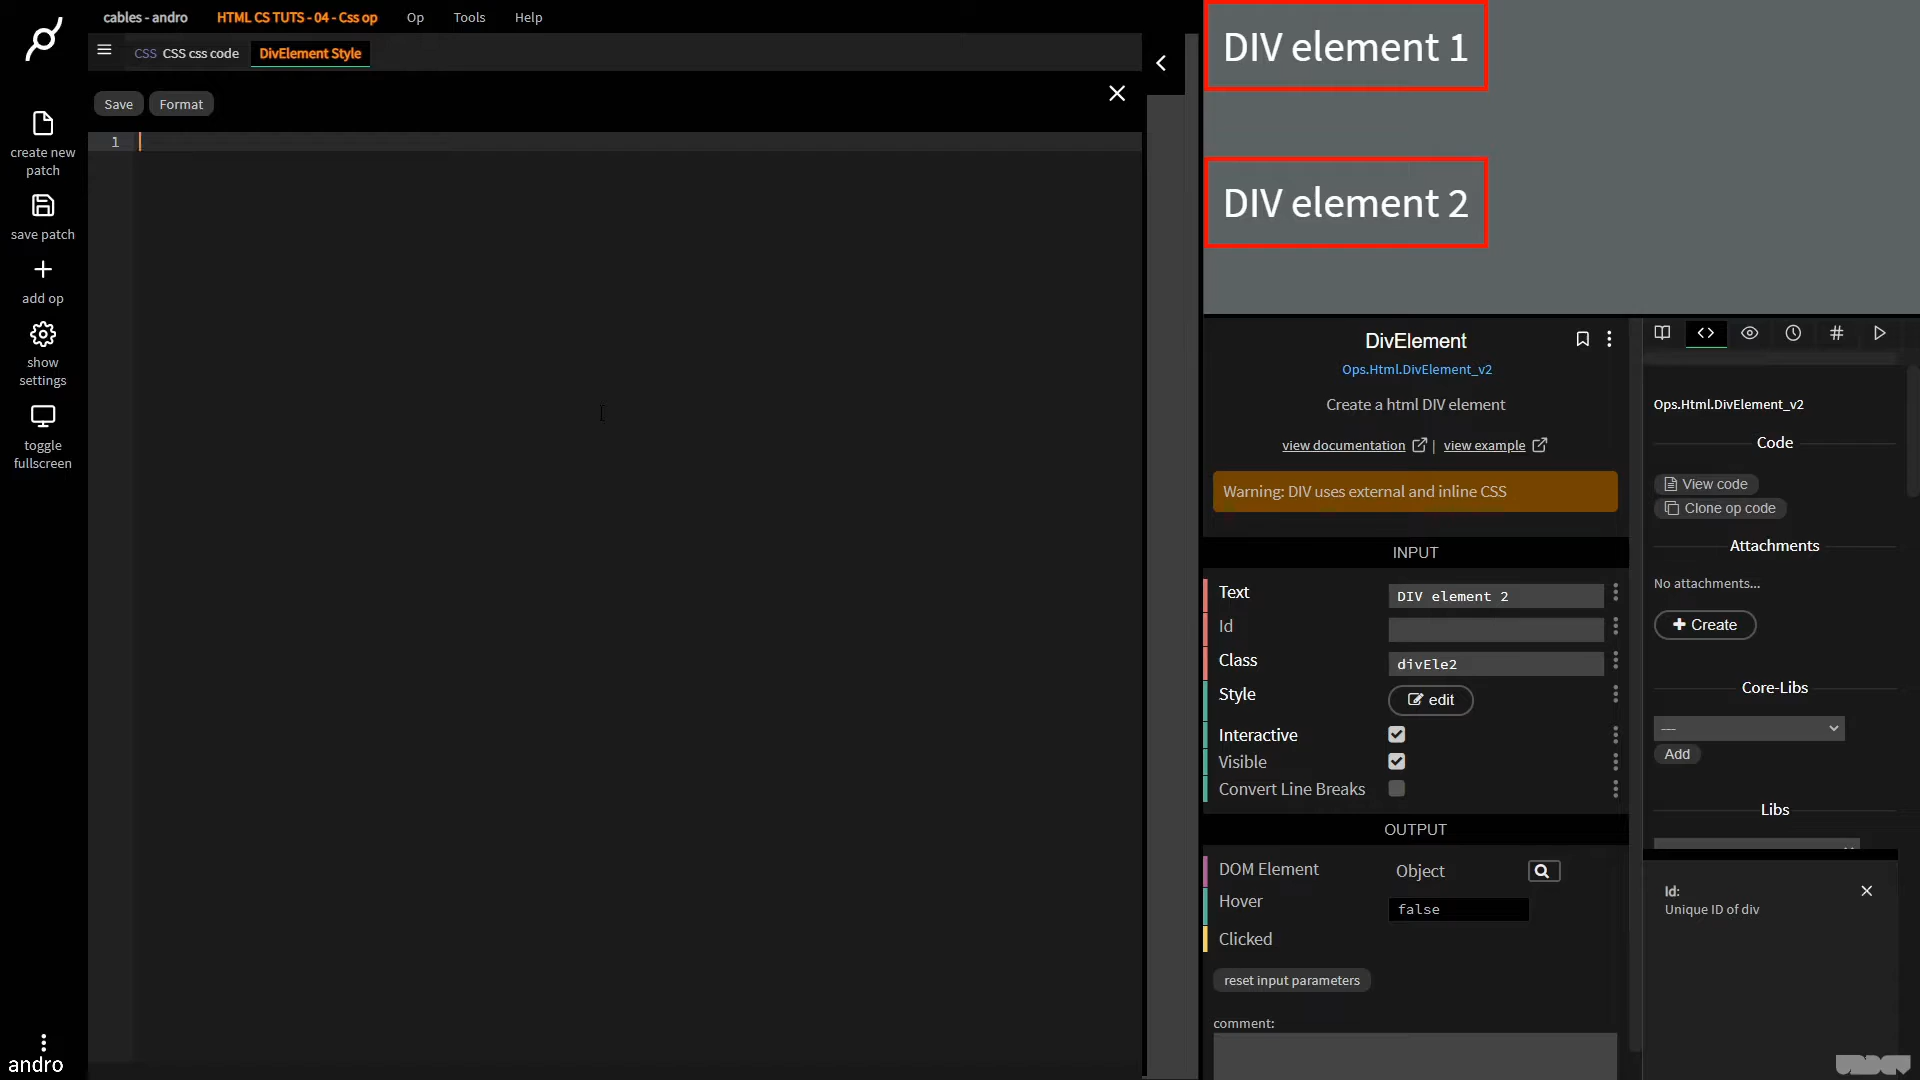 cables - andro
HTML CS TUTS - 04 - Css op
Op
Tools
Help
CSS CSS css code
DivElement Style
Save
Format
1
create new
patch
save patch
add op
show
settings
toggle
fullscreen
andro
DIV element 1
DIV element 2
DivElement
Ops.Html.DivElement_v2
Create a html DIV element
view documentation | view example
Warning: DIV uses external and inline CSS
INPUT
Text DIV element 2
Id
Class divEle2
Style edit
Interactive
Visible
Convert Line Breaks
OUTPUT
DOM Element Object
Hover false
Clicked
reset input parameters
comment:
Ops.Html.DivElement_v2
Code
View code
Clone op code
Attachments
No attachments...
+ Create
Core-Libs
---
Add
Libs
Id:
Unique ID of div